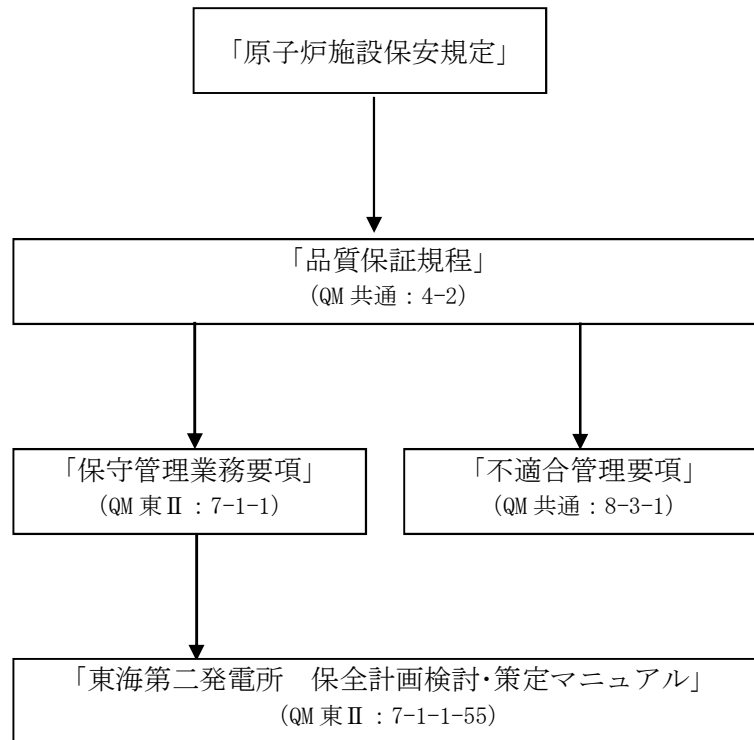 「原子炉施設保安規定」
「品質保証規程」
(QM 共通：4-2)
「保守管理業務要項」
(QM 東Ⅱ：7-1-1)
「不適合管理要項」
(QM 共通：8-3-1)
「東海第二発電所　保全計画検討･策定マニュアル」
(QM 東Ⅱ：7-1-1-55)